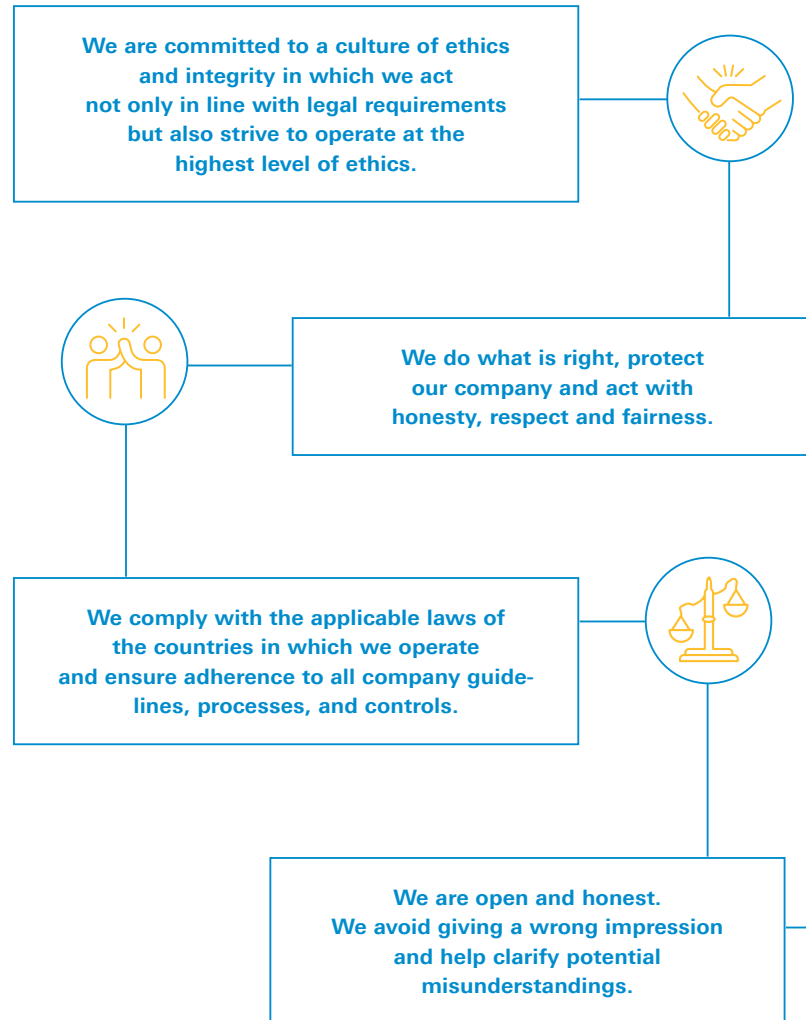 We are committed to a culture of ethics
and integrity in which we act
not only in line with legal requirements
but also strive to operate at the
highest level of ethics.
We do what is right, protect
our company and act with
honesty, respect and fairness.
We comply with the applicable laws of
the countries in which we operate
and ensure adherence to all company guide-
lines, processes, and controls.
We are open and honest.
We avoid giving a wrong impression
and help clarify potential
misunderstandings.